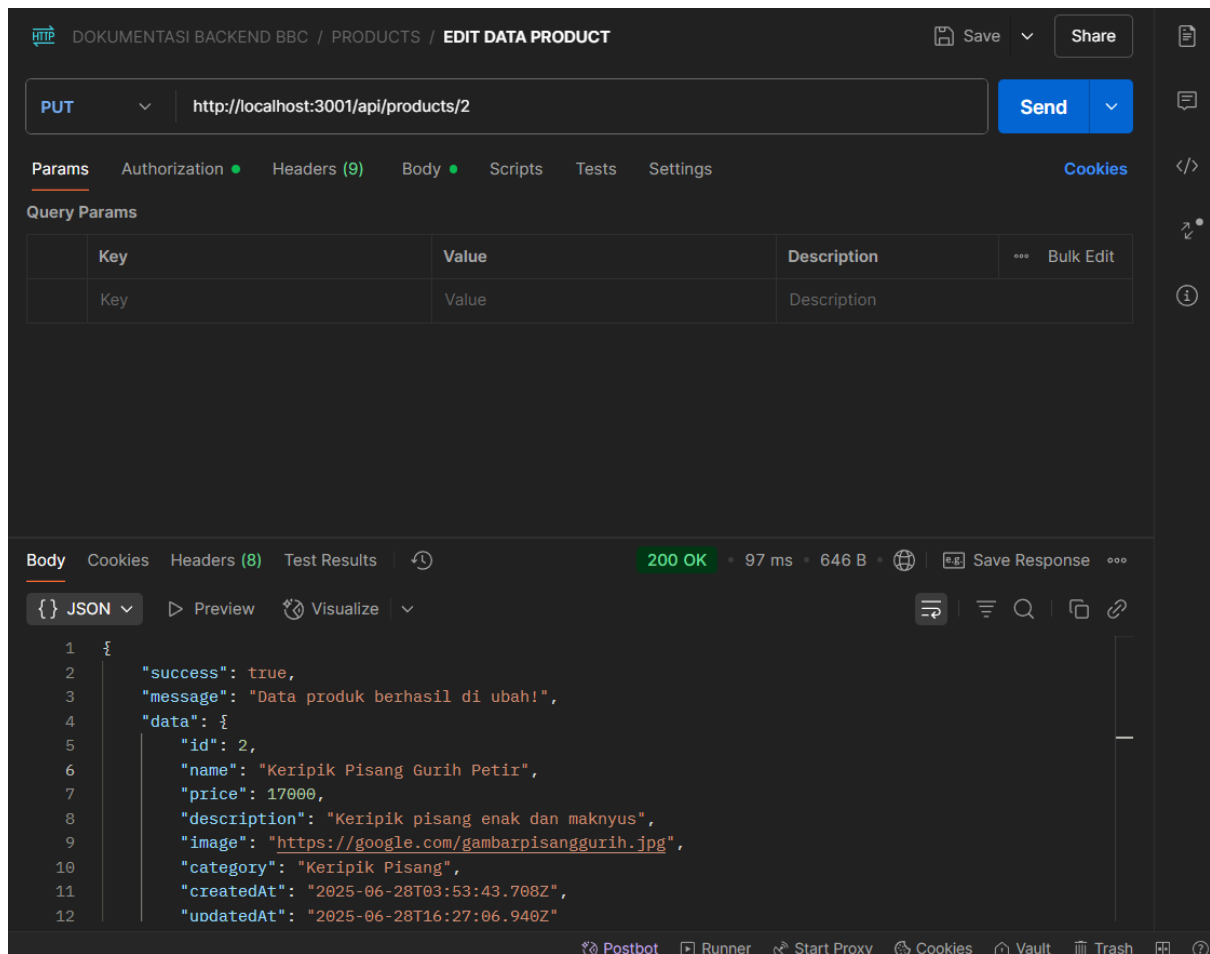 HTTP DOKUMENTASI BACKEND BBC / PRODUCTS / EDIT DATA PRODUCT Save Share
PUT http://localhost:3001/api/products/2 Send
Params Authorization Headers (9) Body Scripts Tests Settings Cookies
Query Params
Key Value Description Bulk Edit
Key Value Description
Body Cookies Headers (8) Test Results 200 OK 97 ms 646 B e.g. Save Response
{} JSON Preview Visualize
1 {
2 "success": true,
3 "message": "Data produk berhasil di ubah!",
4 "data": {
5 "id": 2,
6 "name": "Keripik Pisang Gurih Petir",
7 "price": 17000,
8 "description": "Keripik pisang enak dan maknyus",
9 "image": "https://google.com/gambarpisanggurih.jpg",
10 "category": "Keripik Pisang",
11 "createdAt": "2025-06-28T03:53:43.708Z",
12 "updatedAt": "2025-06-28T16:27:06.940Z"
Postbot Runner Start Proxy Cookies Vault Trash